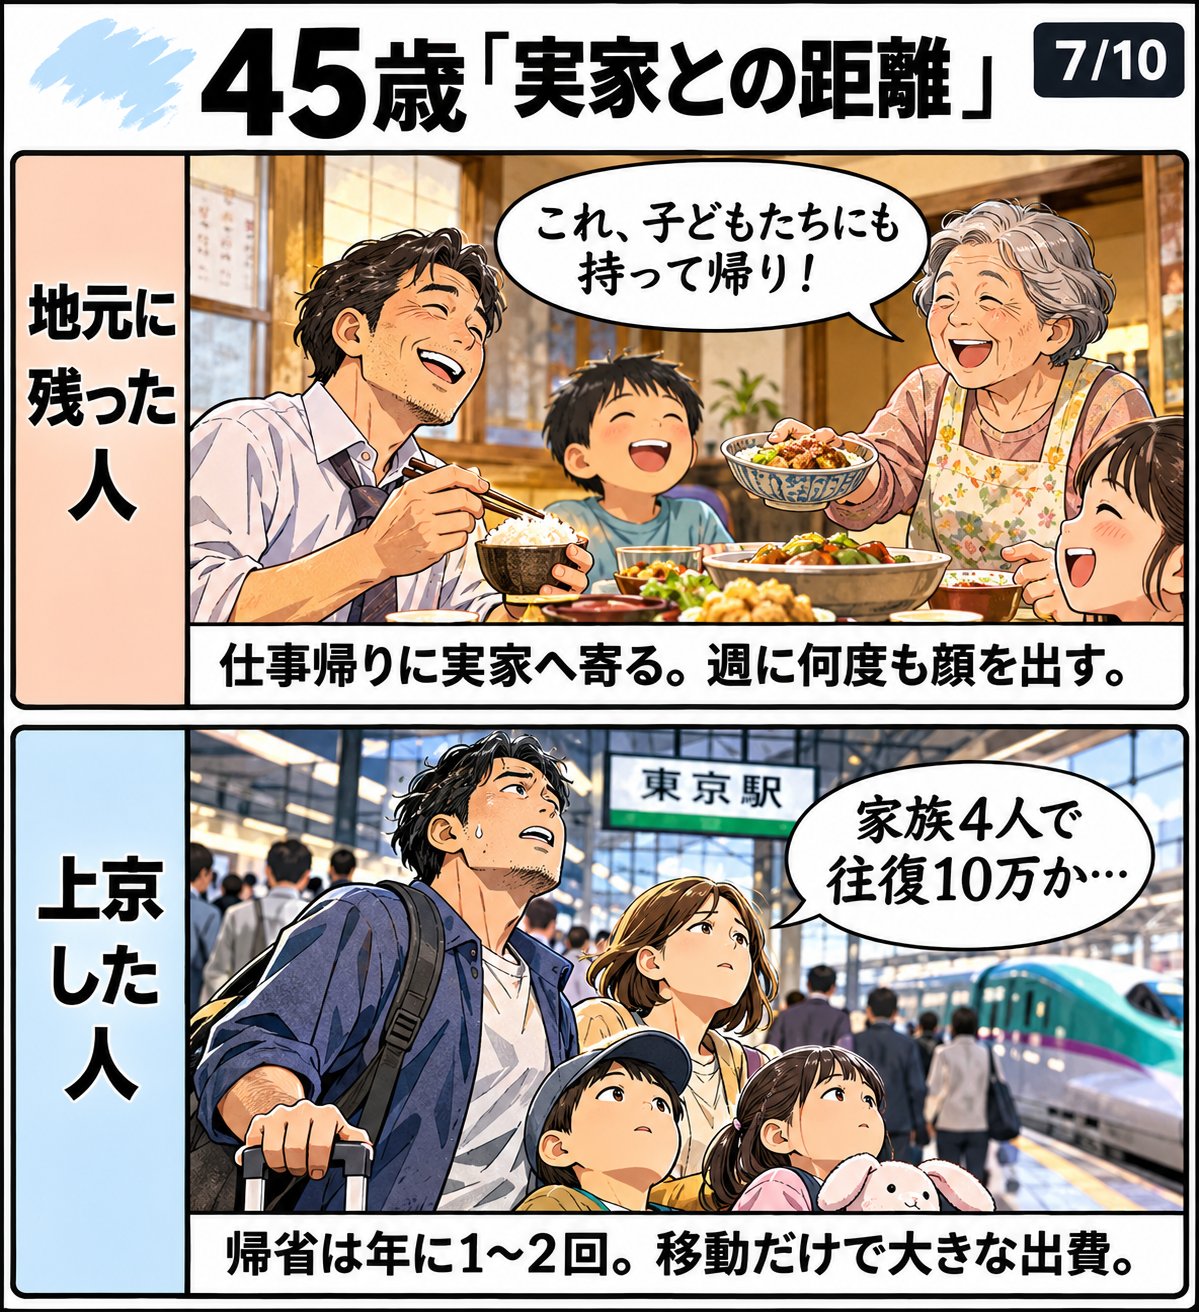 45歳「実家との距離」
7/10
地元に
残った
人
これ、子どもたちにも
持って帰り！
仕事帰りに実家へ寄る。週に何度も顔を出す。
上京
した
人
東京駅
家族4人で
往復10万か…
帰省は年に1〜2回。移動だけで大きな出費。